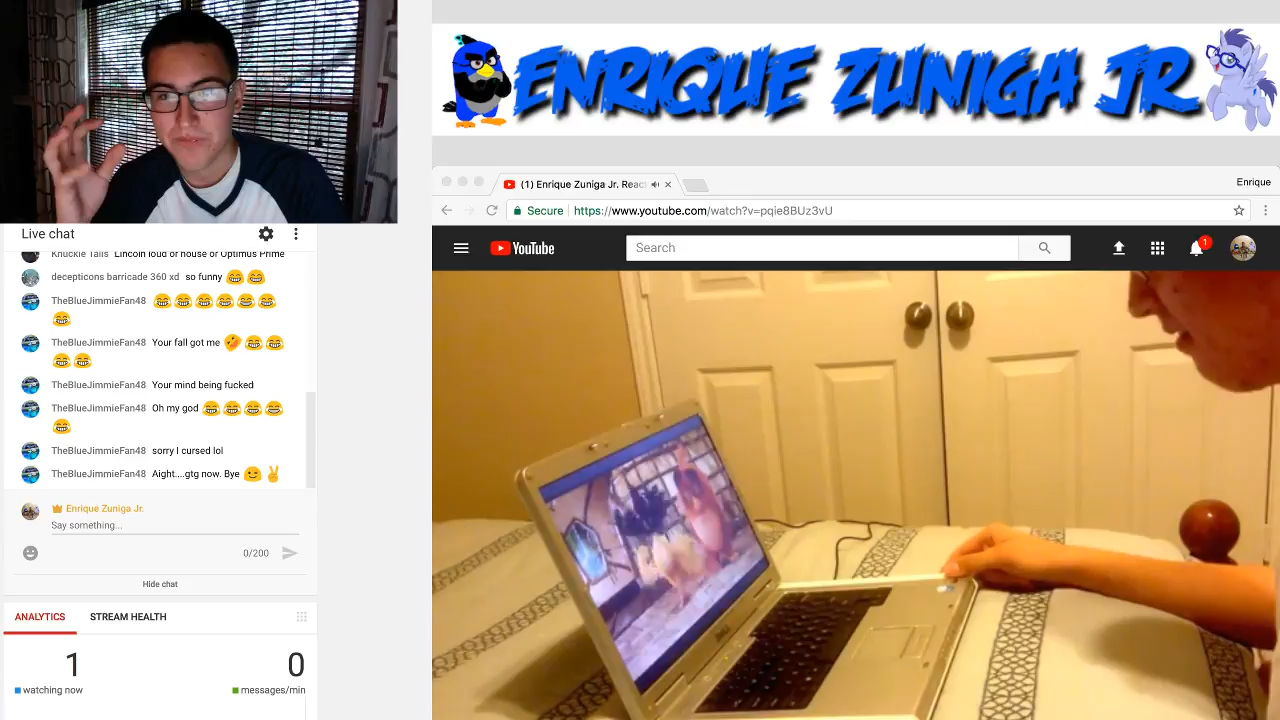 ENRIQUE ZUNIGA JR
(1) Enrique Zuniga Jr. Reac
Enrique
Secure https://www.youtube.com/watch?v=pqie8BUz3vU
YouTube
Search
1
Live chat
Knuckle Talls Lincoln loud of house or Optimus Prime
decepticons barricade 360 xd so funny 😂😂
TheBlueJimmieFan48 😂😂😂😂😂😂
😂
TheBlueJimmieFan48 Your fall got me 🤣😂😂
😂😂
TheBlueJimmieFan48 Your mind being fucked
TheBlueJimmieFan48 Oh my god 😂😂😂😂
😂
TheBlueJimmieFan48 sorry I cursed lol
TheBlueJimmieFan48 Aight....gtg now. Bye 😉✌
Enrique Zuniga Jr.
Say something...
0/200
Hide chat
ANALYTICS STREAM HEALTH
1 0
watching now messages/min